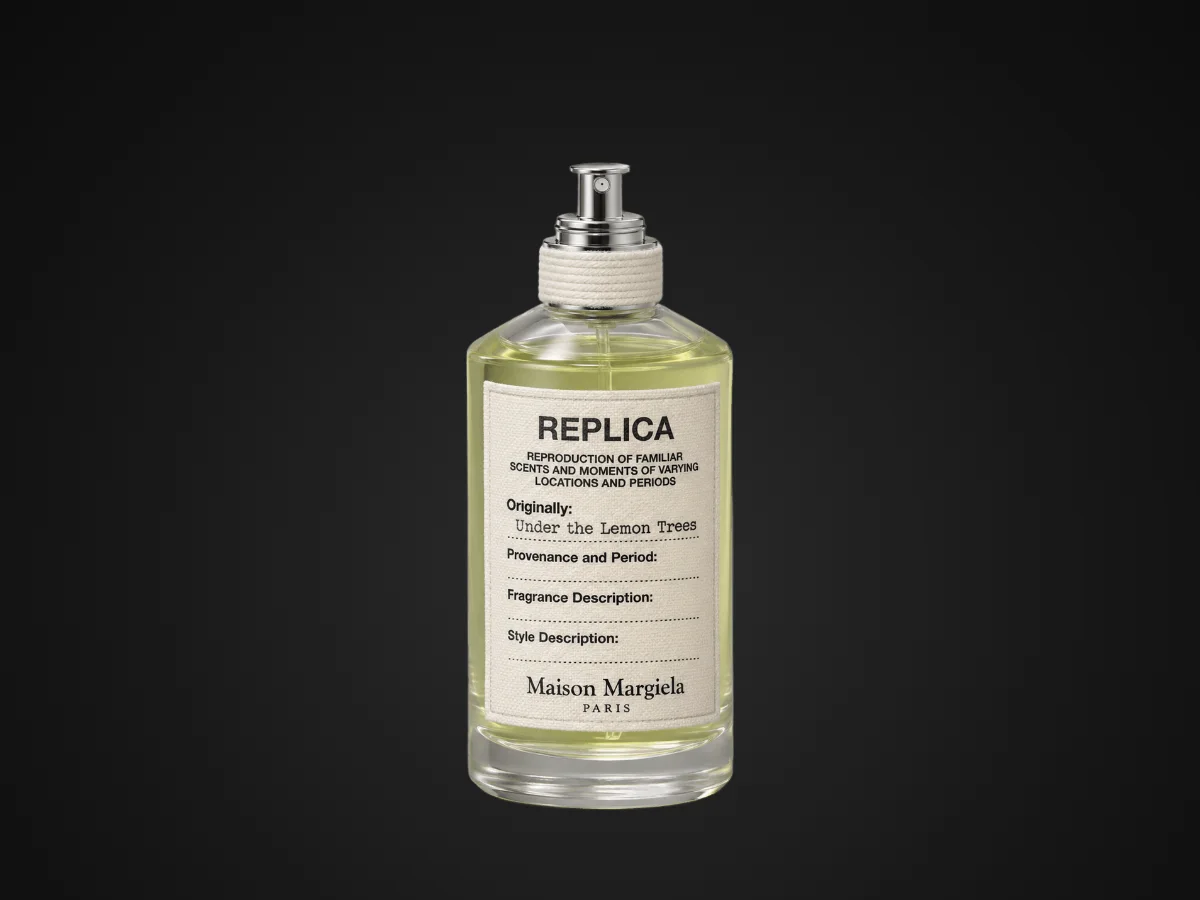 REPLICA
REPRODUCTION OF FAMILIAR
SCENTS AND MOMENTS OF VARYING
LOCATIONS AND PERIODS
Originally:
Under the Lemon Trees
Provenance and Period:
Fragrance Description:
Style Description:
Maison Margiela
PARIS